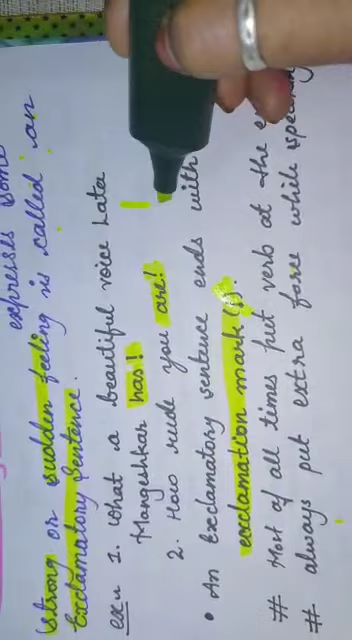 expresses some
strong or sudden feeling is called an
Exclamatory Sentence.
exn 1. What a beautiful voice Lata
Mangeshkar has!
2. How rude you are!
• An Exclamatory sentence ends with
exclamation mark (!).
# Most of all times put verb at the
# always put extra force while